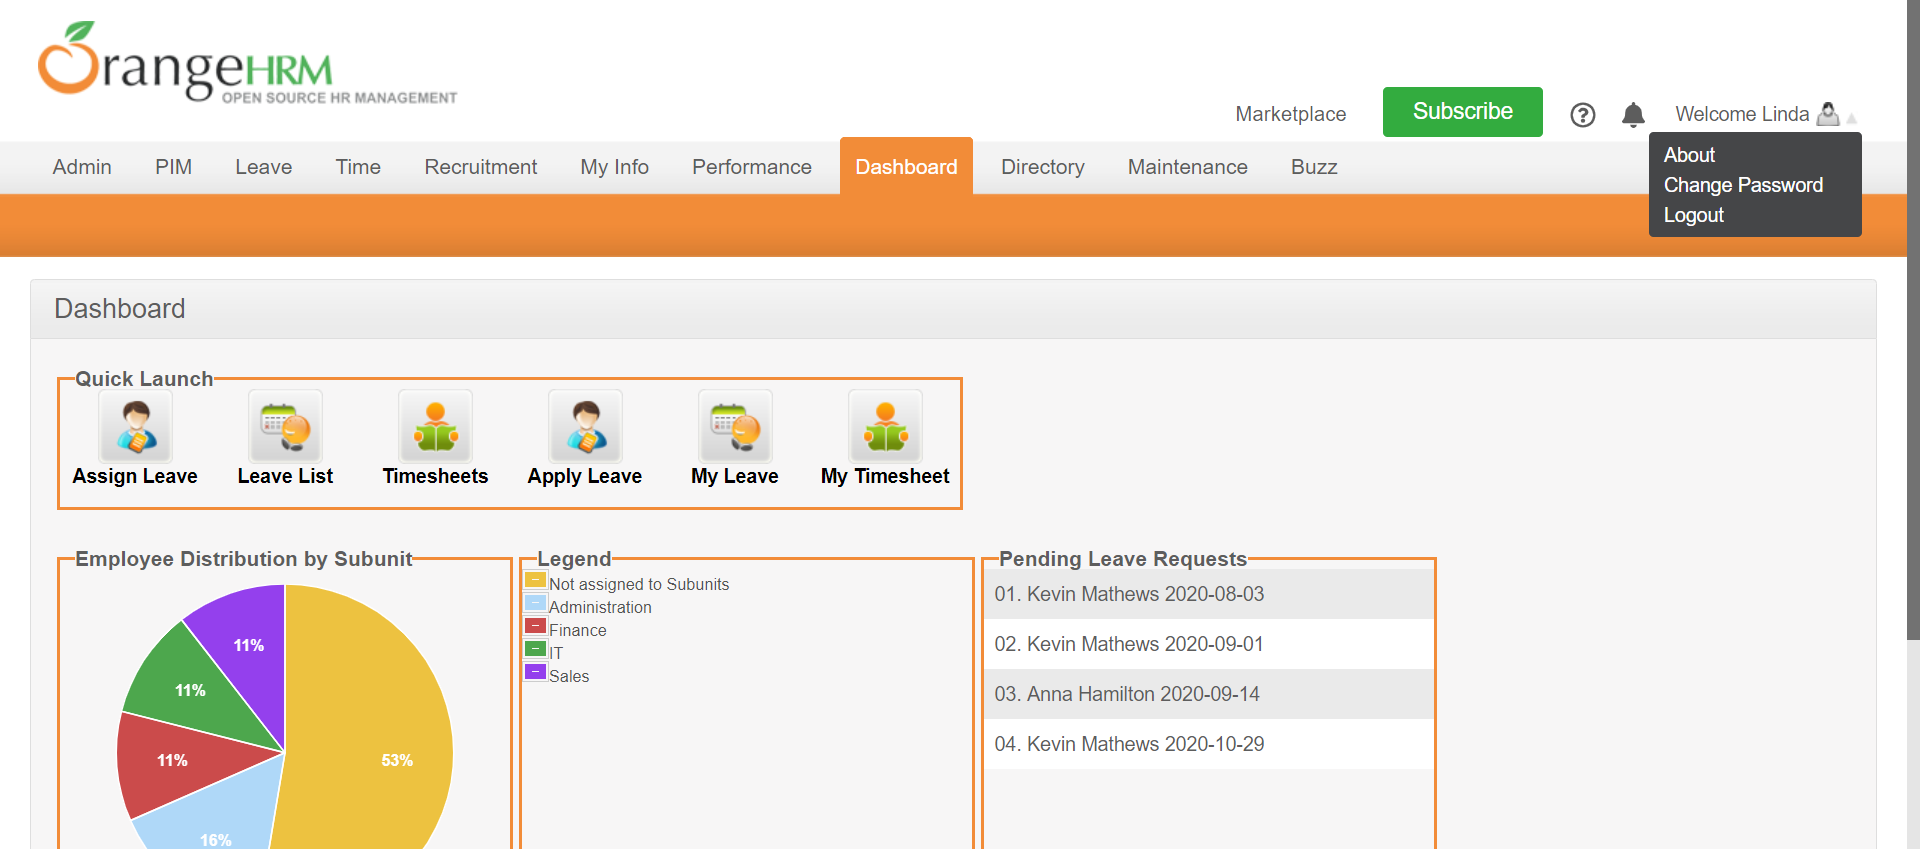 OrangeHRM
OPEN SOURCE HR MANAGEMENT
Marketplace
Subscribe
Welcome Linda
About
Change Password
Logout
Admin PIM Leave Time Recruitment My Info Performance Dashboard Directory Maintenance Buzz
Dashboard
Quick Launch
Assign Leave Leave List Timesheets Apply Leave My Leave My Timesheet
Employee Distribution by Subunit
11%
11%
11%
53%
16%
Legend
Not assigned to Subunits
Administration
Finance
IT
Sales
Pending Leave Requests
01. Kevin Mathews 2020-08-03
02. Kevin Mathews 2020-09-01
03. Anna Hamilton 2020-09-14
04. Kevin Mathews 2020-10-29